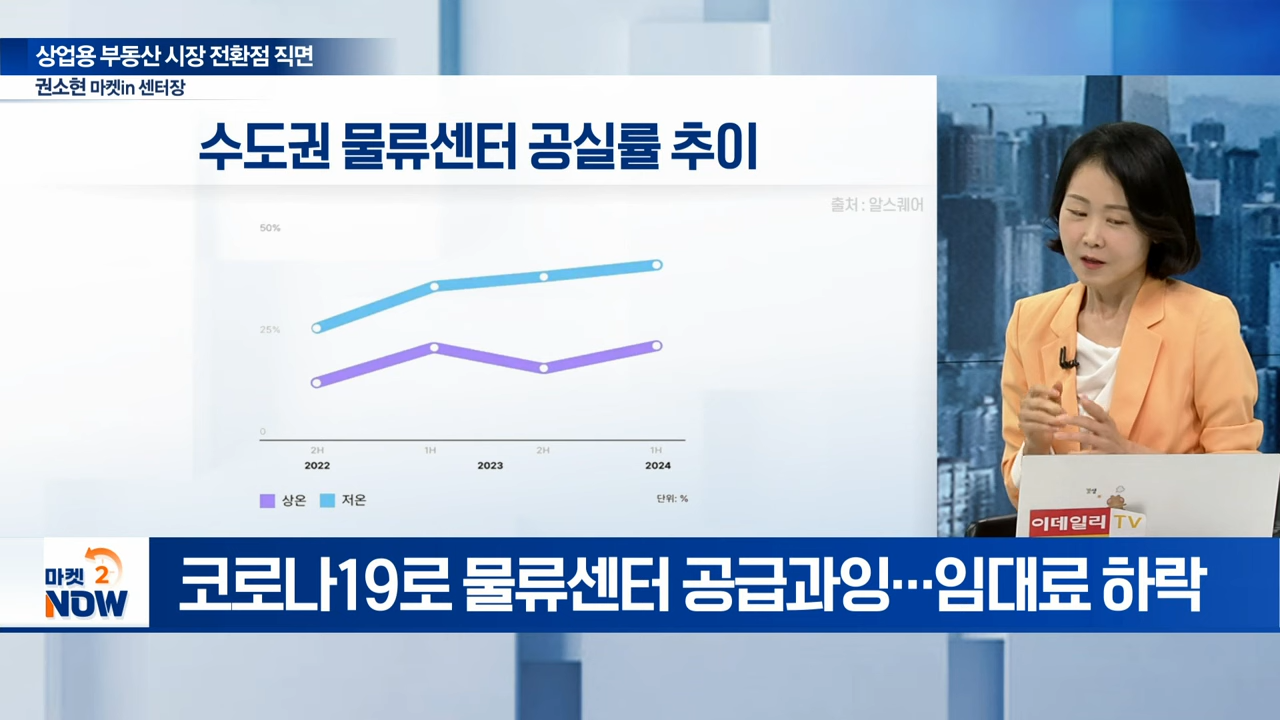 상업용 부동산 시장 전환점 직면
권소현 마켓in 센터장
수도권 물류센터 공실률 추이
출처 : 알스퀘어
50%
25%
0
2H 1H 2H 1H
2022 2023 2024
상온 저온
단위: %
이데일리 TV
마켓 2
NOW
코로나19로 물류센터 공급과잉…임대료 하락